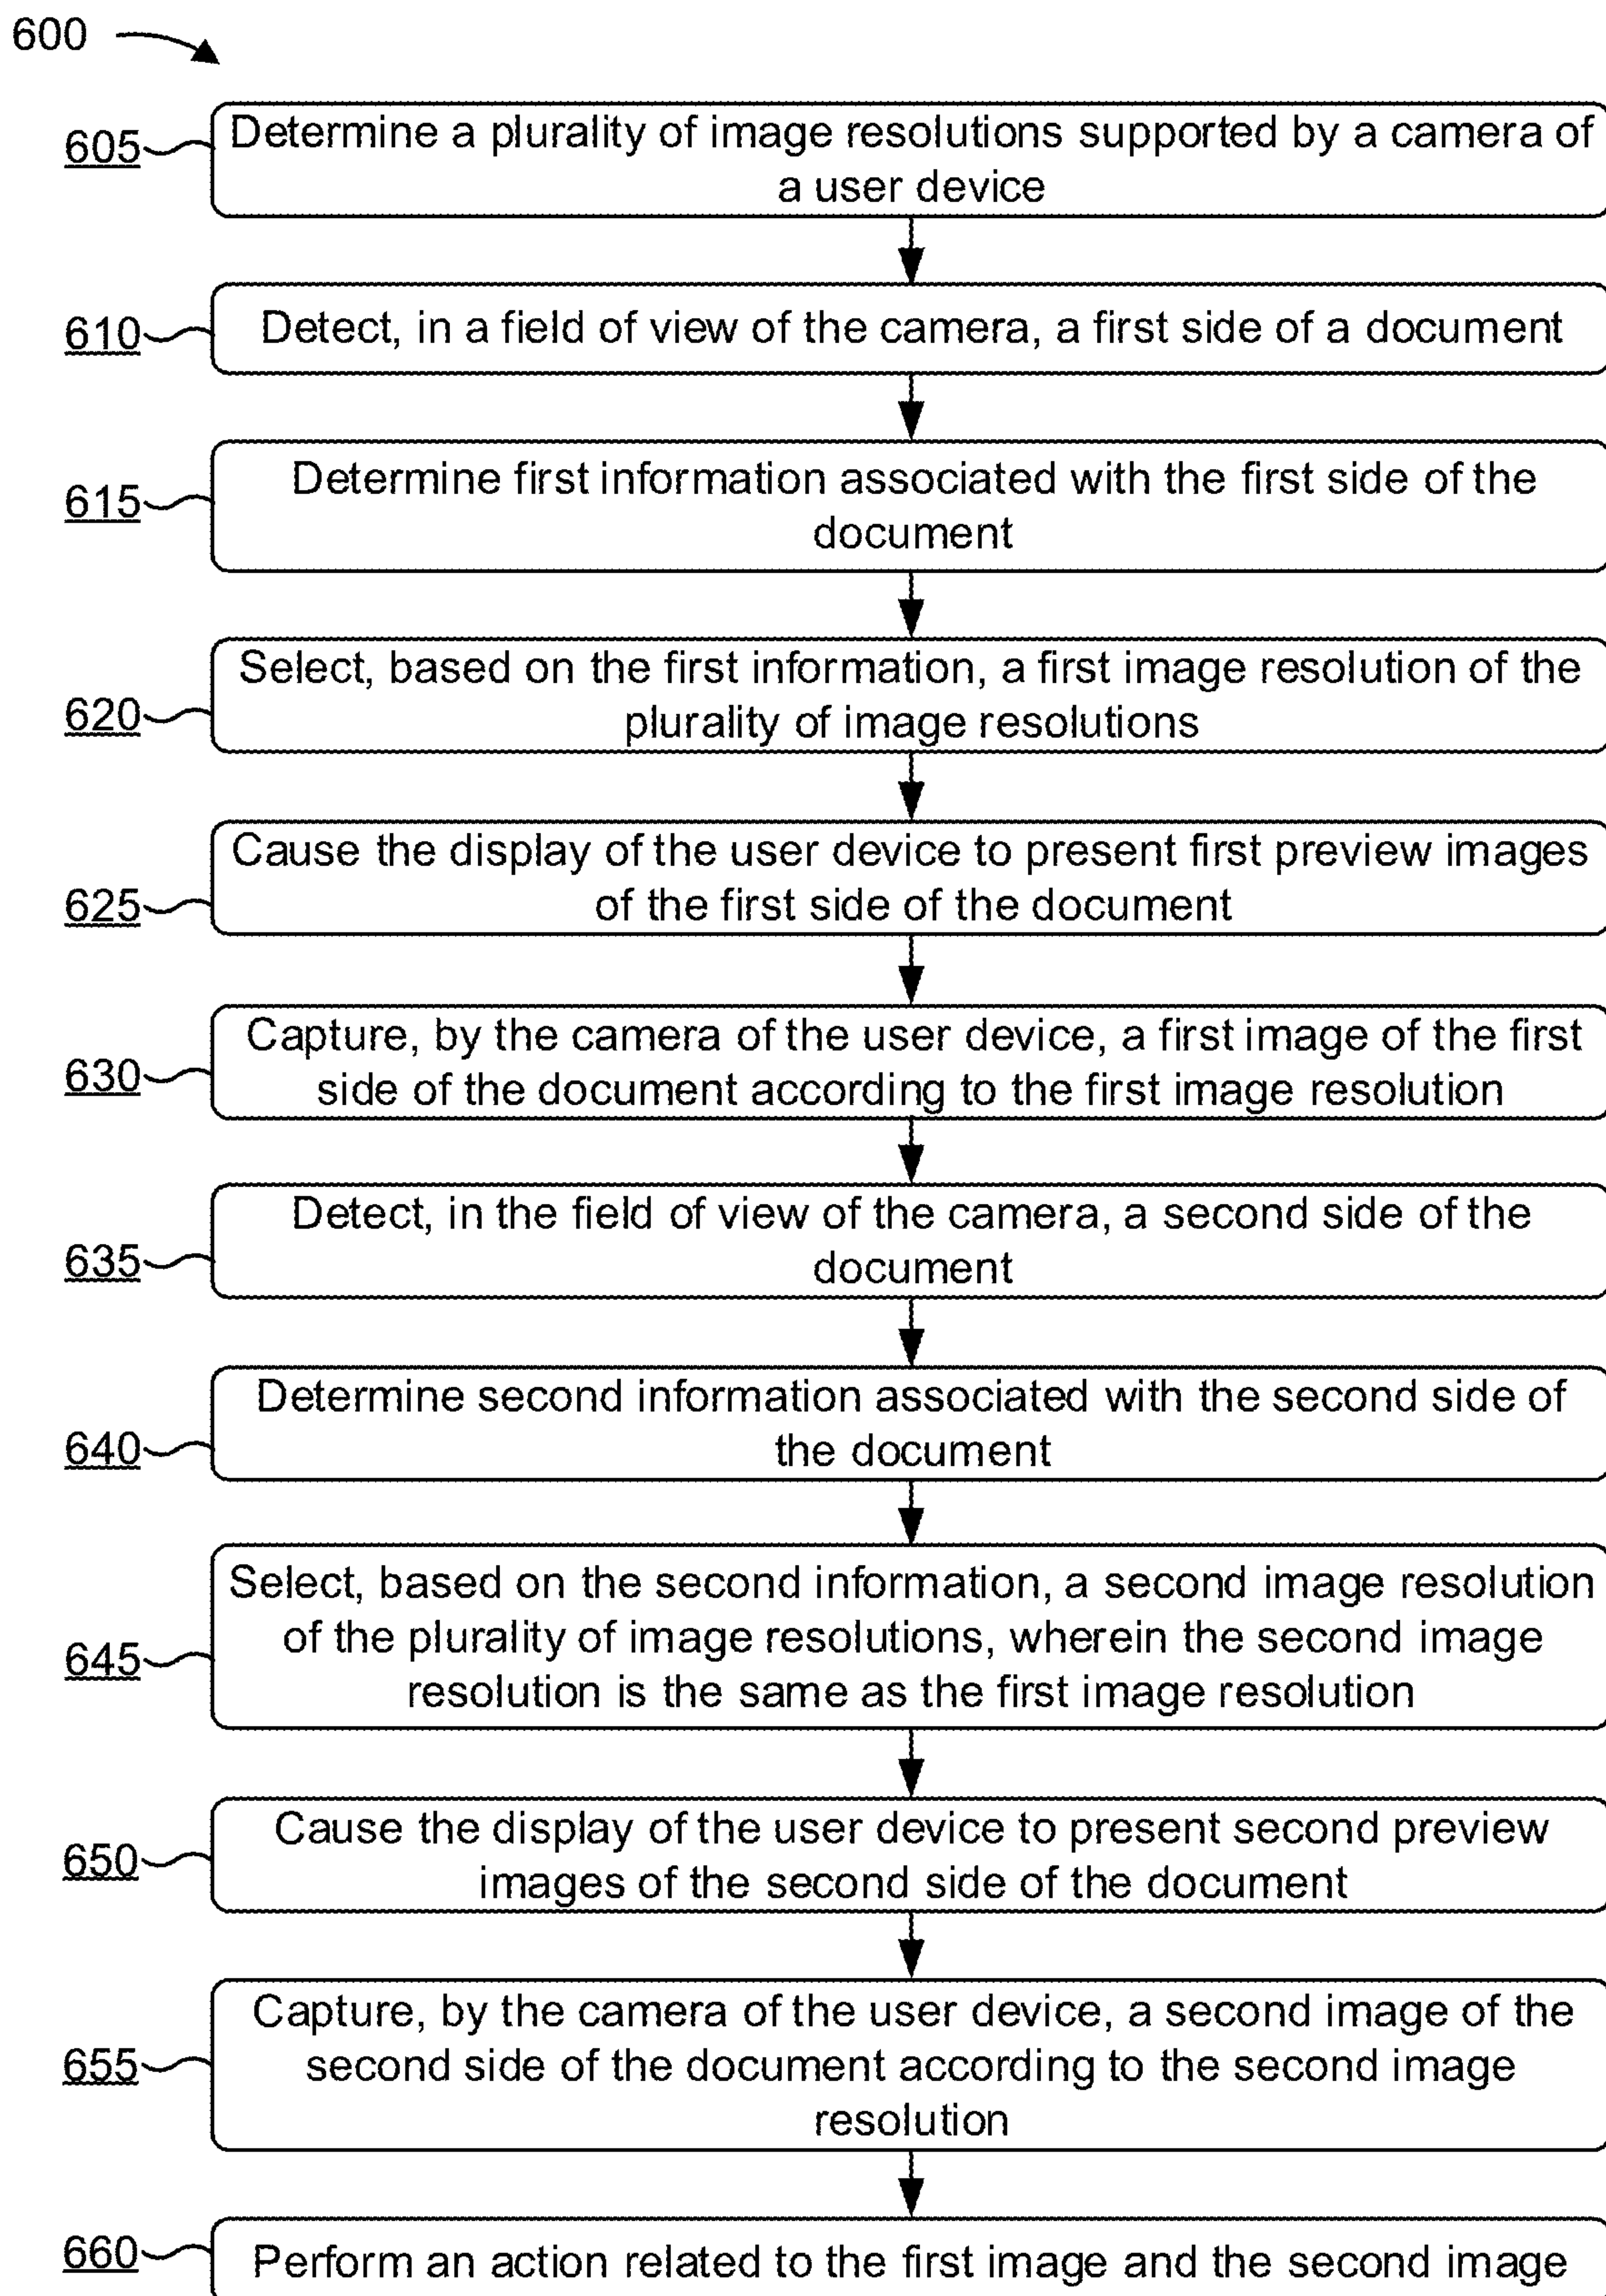 600
605
Determine a plurality of image resolutions supported by a camera of
a user device
610
Detect, in a field of view of the camera, a first side of a document
615
Determine first information associated with the first side of the
document
620
Select, based on the first information, a first image resolution of the
plurality of image resolutions
625
Cause the display of the user device to present first preview images
of the first side of the document
630
Capture, by the camera of the user device, a first image of the first
side of the document according to the first image resolution
635
Detect, in the field of view of the camera, a second side of the
document
640
Determine second information associated with the second side of
the document
645
Select, based on the second information, a second image resolution
of the plurality of image resolutions, wherein the second image
resolution is the same as the first image resolution
650
Cause the display of the user device to present second preview
images of the second side of the document
655
Capture, by the camera of the user device, a second image of the
second side of the document according to the second image
resolution
660
Perform an action related to the first image and the second image